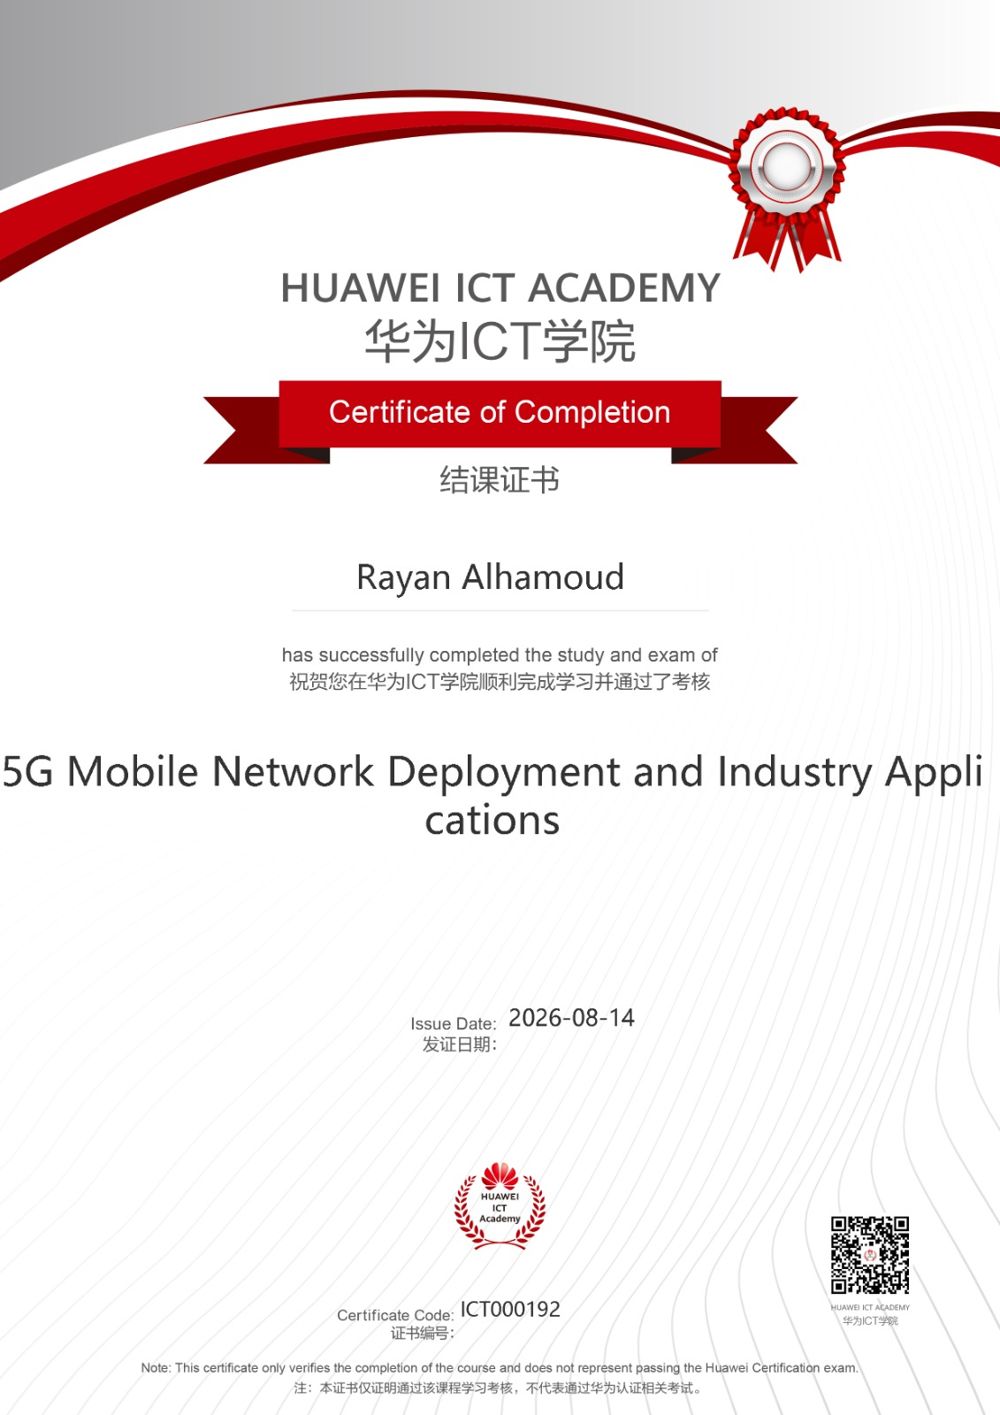 HUAWEI ICT ACADEMY
华为ICT学院
Certificate of Completion
结课证书
Rayan Alhamoud
has successfully completed the study and exam of
祝贺您在华为ICT学院顺利完成学习并通过了考核
5G Mobile Network Deployment and Industry Appli
cations
Issue Date: 2026-08-14
发证日期:
HUAWEI
ICT
Academy
HUAWEI ICT ACADEMY
华为ICT学院
Certificate Code: ICT000192
证书编号:
Note: This certificate only verifies the completion of the course and does not represent passing the Huawei Certification exam.
注：本证书仅证明通过该课程学习考核，不代表通过华为认证相关考试。